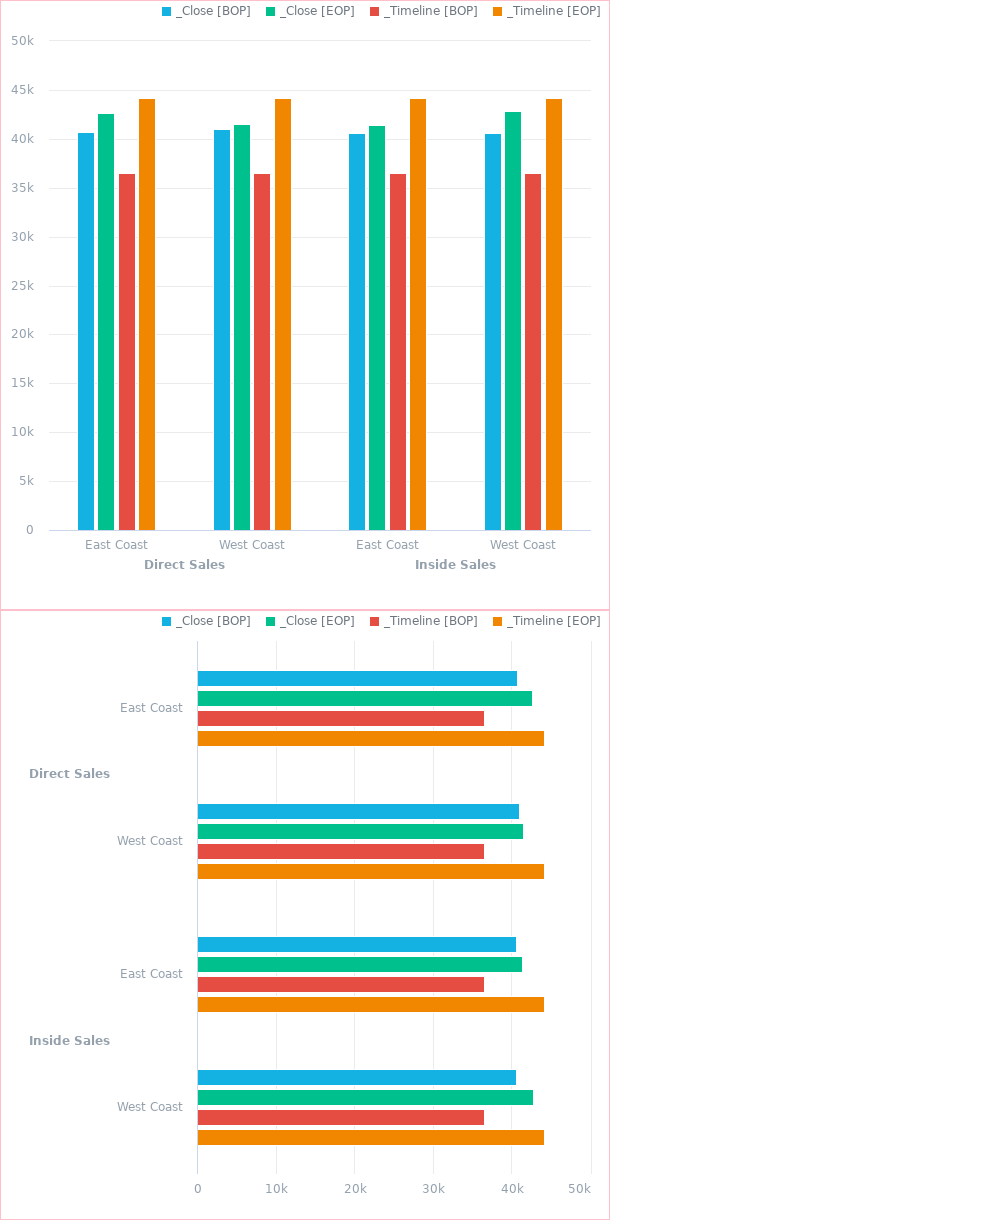 _Close [BOP] _Close [EOP] _Timeline [BOP] _Timeline [EOP]
50k
45k
40k
35k
30k
25k
20k
15k
10k
5k
0
East Coast West Coast East Coast West Coast
Direct Sales Inside Sales
_Close [BOP] _Close [EOP] _Timeline [BOP] _Timeline [EOP]
East Coast
Direct Sales
West Coast
East Coast
Inside Sales
West Coast
0 10k 20k 30k 40k 50k